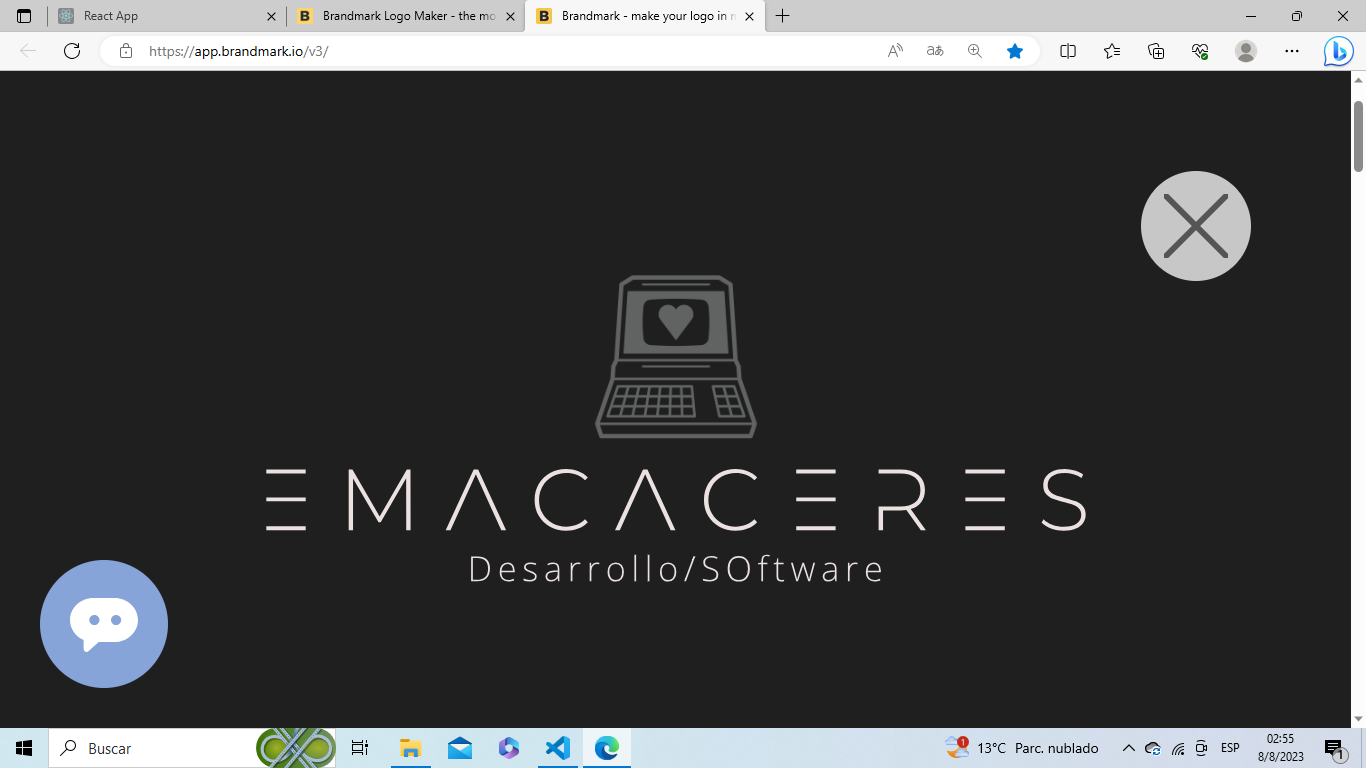 React App
Brandmark Logo Maker - the mo
Brandmark - make your logo in m
https://app.brandmark.io/v3/
EMACACERES
Desarrollo/SOftware
Buscar
13°C Parc. nublado
ESP
02:55
8/8/2023